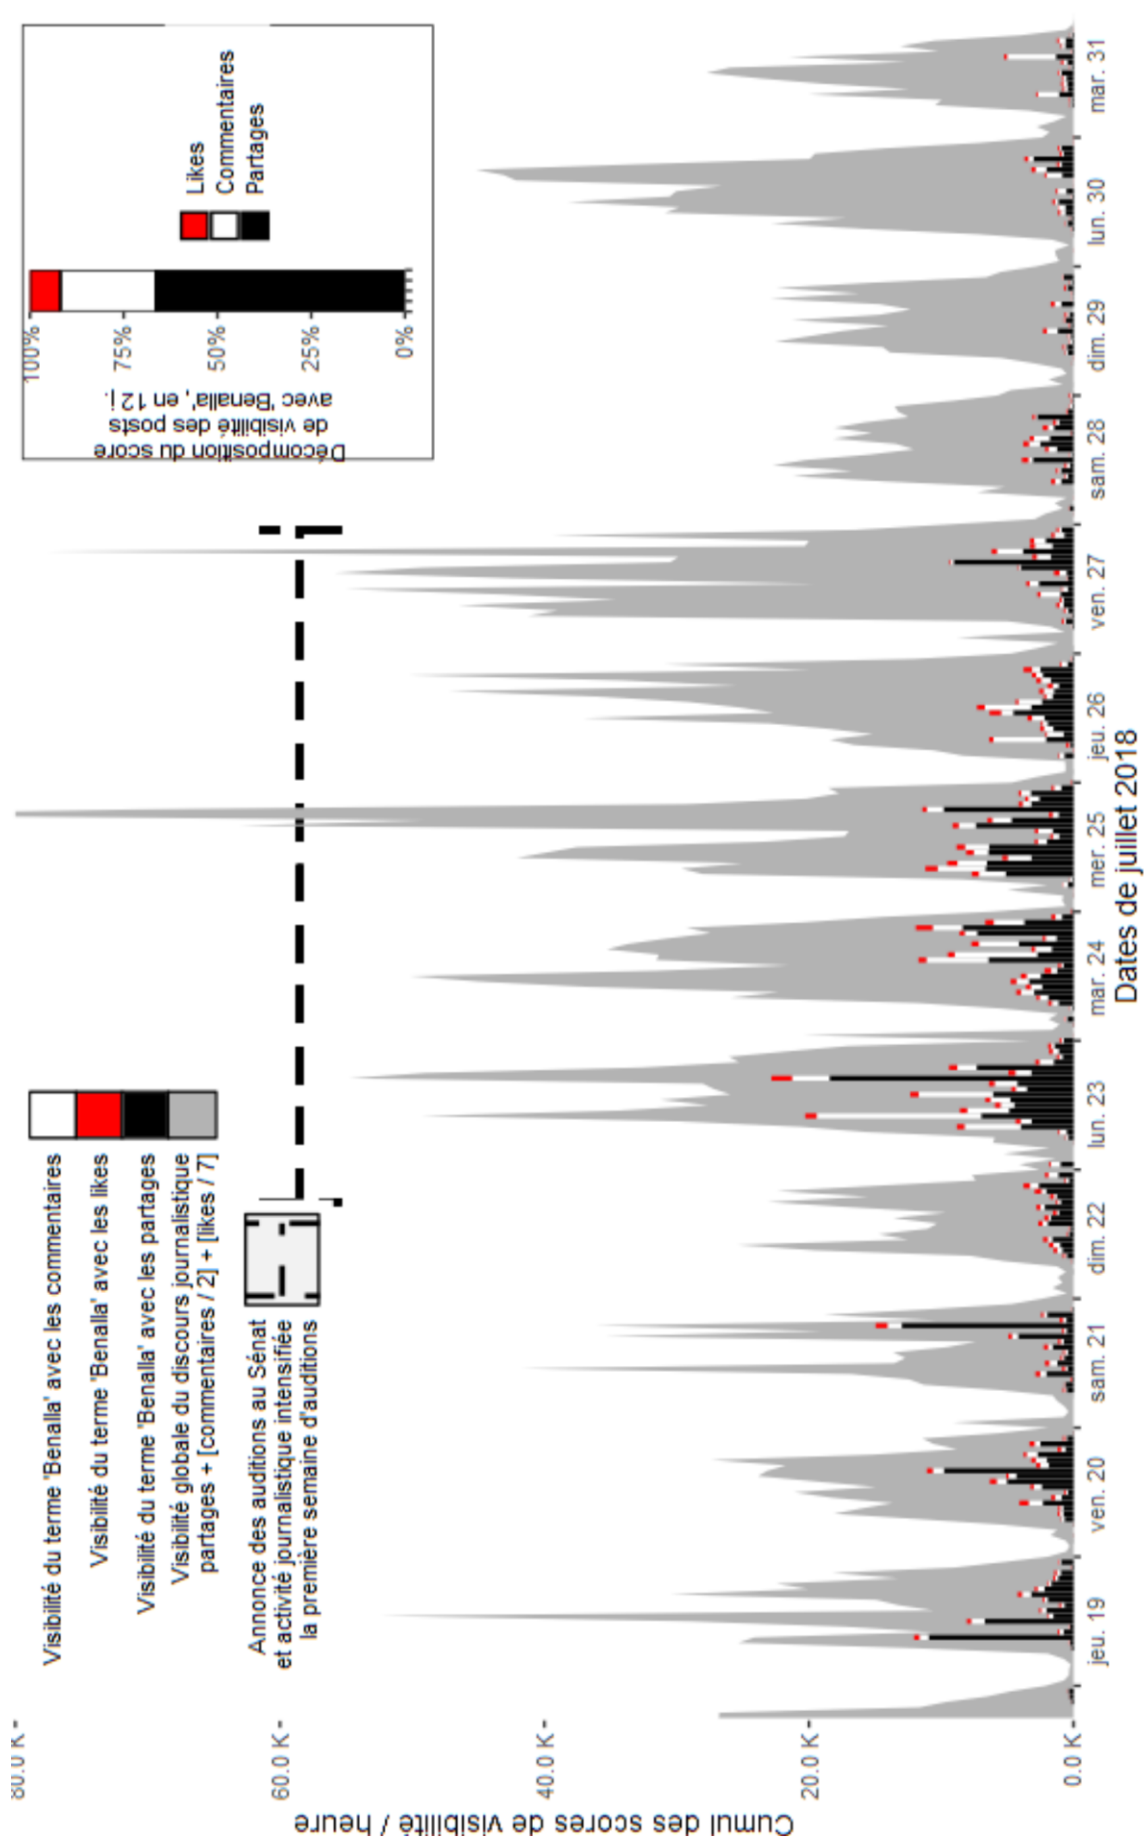 80.0 K
60.0 K
40.0 K
20.0 K
0.0 K
Cumul des scores de visibilité / heure
Visibilité du terme 'Benalla' avec les commentaires
Visibilité du terme 'Benalla' avec les likes
Visibilité du terme 'Benalla' avec les partages
Visibilité globale du discours journalistique
partages + [commentaires / 2] + [likes / 7]
Annonce des auditions au Sénat
et activité journalistique intensifiée
la première semaine d'auditions
Décomposition du score
de visibilité des posts
avec 'Benalla', en 12 j.
100%
75%
50%
25%
0%
Likes
Commentaires
Partages
jeu. 19
ven. 20
sam. 21
dim. 22
lun. 23
mar. 24
mer. 25
jeu. 26
ven. 27
sam. 28
dim. 29
lun. 30
mar. 31
Dates de juillet 2018